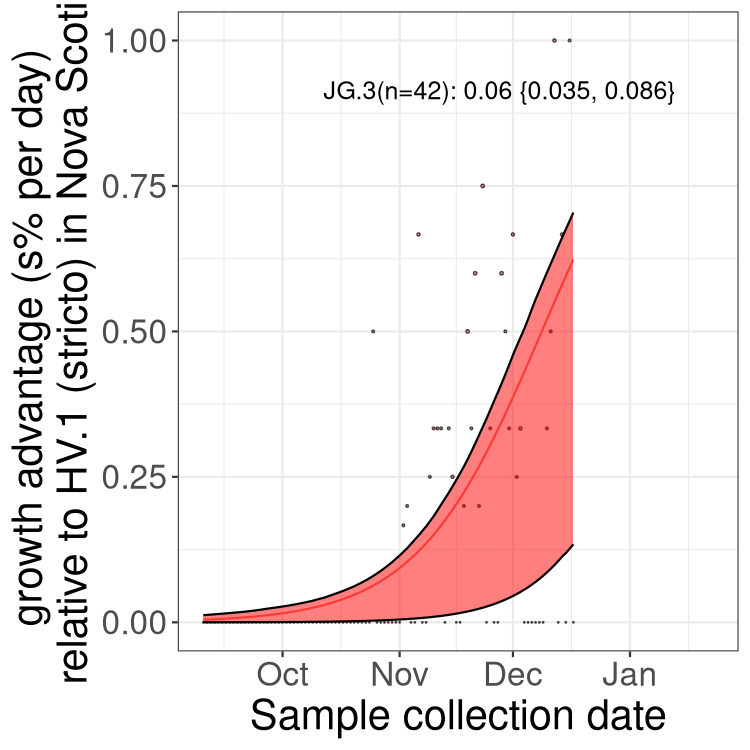 growth advantage (s% per day)
relative to HV.1 (stricto) in Nova Scoti
1.00
JG.3(n=42): 0.06 {0.035, 0.086}
0.75
0.50
0.25
0.00
Oct Nov Dec Jan
Sample collection date